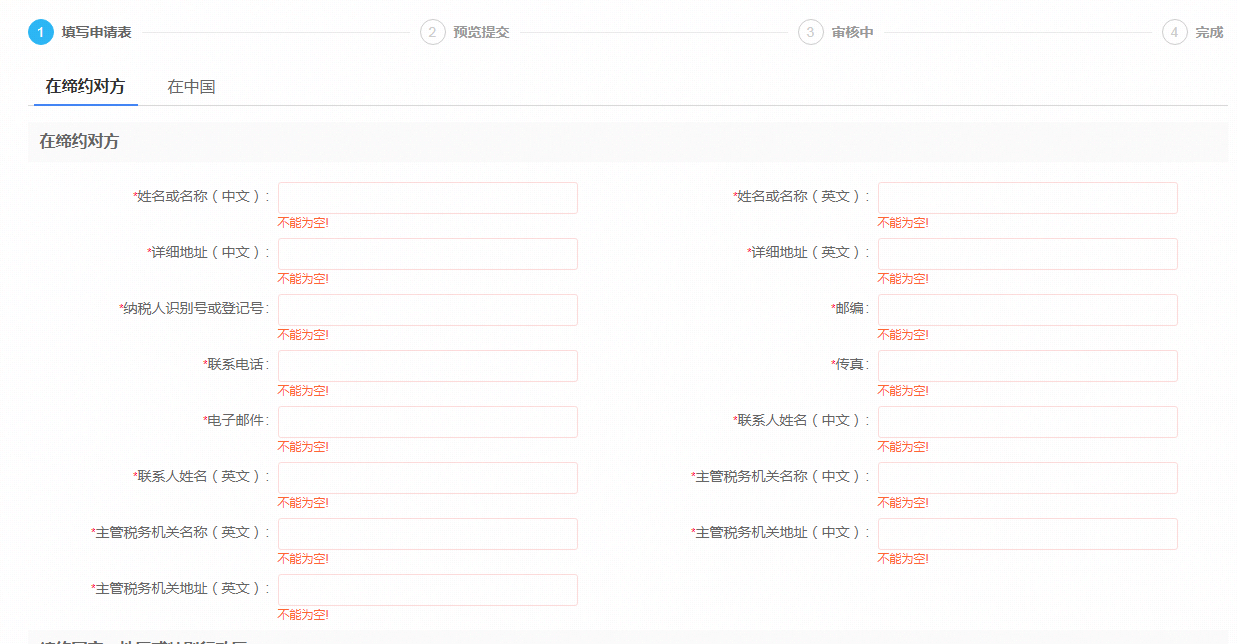 1 填写申请表 2 预览提交 3 审核中 4 完成
在缔约对方 在中国
在缔约对方
*姓名或名称（中文）： *姓名或名称（英文）：
不能为空! 不能为空!
*详细地址（中文）： *详细地址（英文）：
不能为空! 不能为空!
*纳税人识别号或登记号： *邮编：
不能为空! 不能为空!
*联系电话： *传真：
不能为空! 不能为空!
*电子邮件： *联系人姓名（中文）：
不能为空! 不能为空!
*联系人姓名（英文）： *主管税务机关名称（中文）：
不能为空! 不能为空!
*主管税务机关名称（英文）： *主管税务机关地址（中文）：
不能为空! 不能为空!
*主管税务机关地址（英文）：
不能为空!